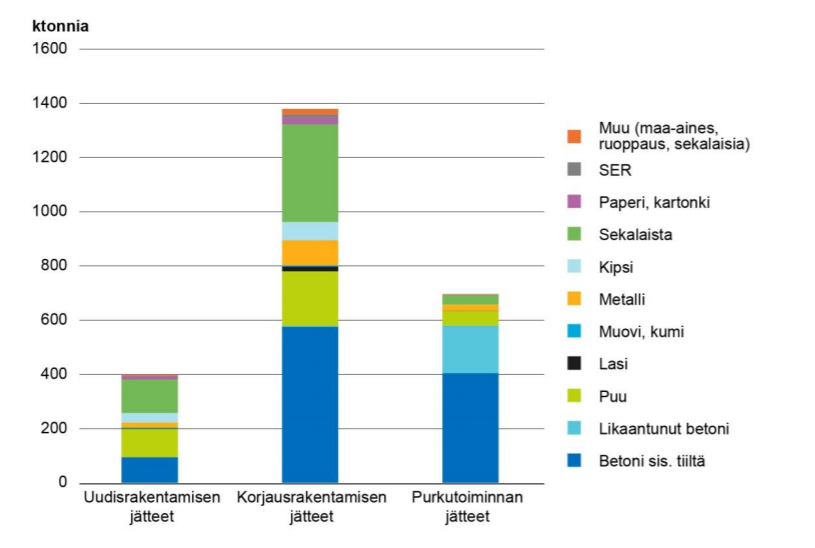 ktonnia
1600
1400
1200
1000
800
600
400
200
0
Uudisrakentamisen
jätteet
Korjausrakentamisen
jätteet
Purkutoiminnan
jätteet
Muu (maa-aines,
ruoppaus, sekalaisia)
SER
Paperi, kartonki
Sekalaista
Kipsi
Metalli
Muovi, kumi
Lasi
Puu
Likaantunut betoni
Betoni sis. tiiltä